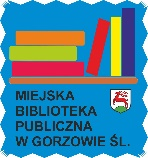 MIEJSKA
BIBLIOTEKA
PUBLICZNA
W GORZOWIE ŚL.